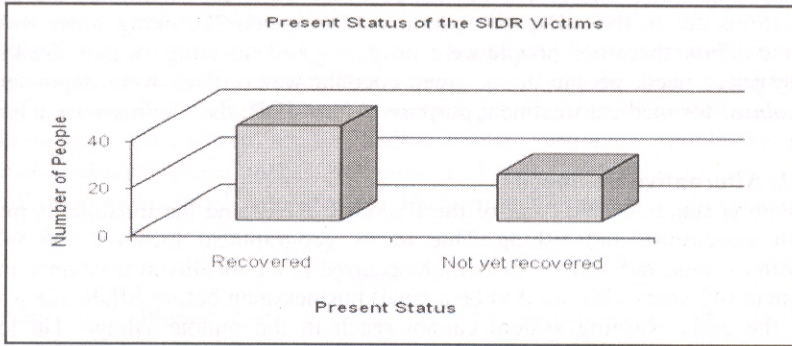 Present Status of the SIDR Victims
Number of People
40
20
0
Recovered
Not yet recovered
Present Status